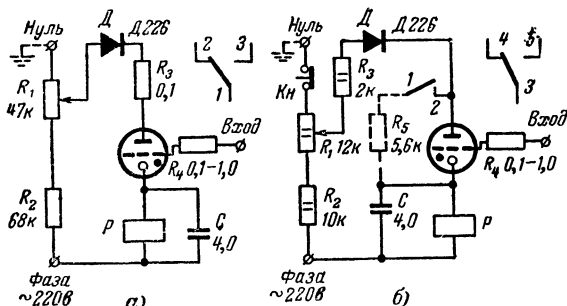 Нуль
Д
Д226
R₁
47к
R₃
0,1
2
3
1
Вход
R₄ 0,1–1,0
R₂
68к
Р
С
4,0
Фаза
~220в
а)
Нуль
Д
Д226
Кн
R₃
2к
1
2
4
3
R₅
5,6к
R₁ 12к
Вход
R₄ 0,1–1,0
R₂
10к
С
4,0
Р
Фаза
~220в
б)